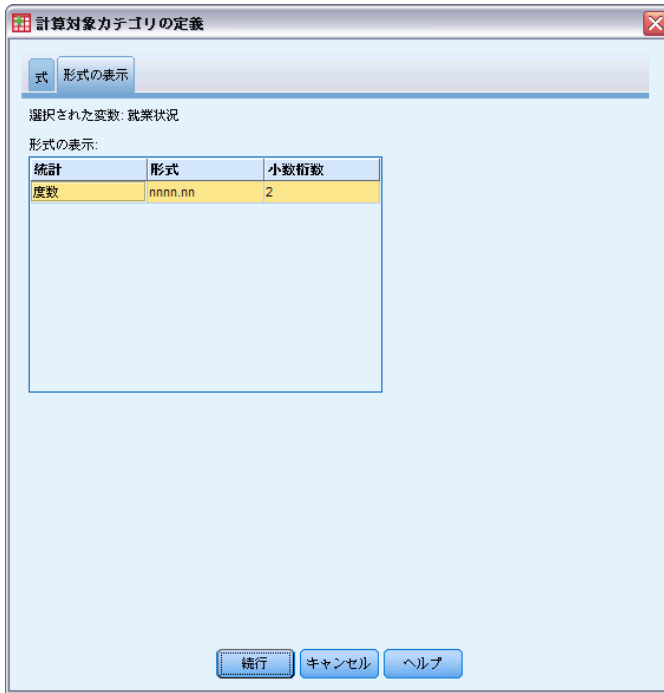 計算対象カテゴリの定義
式 形式の表示
選択された変数: 就業状況
形式の表示:
統計 形式 小数桁数
度数 nnnn.nn 2
続行 キャンセル ヘルプ